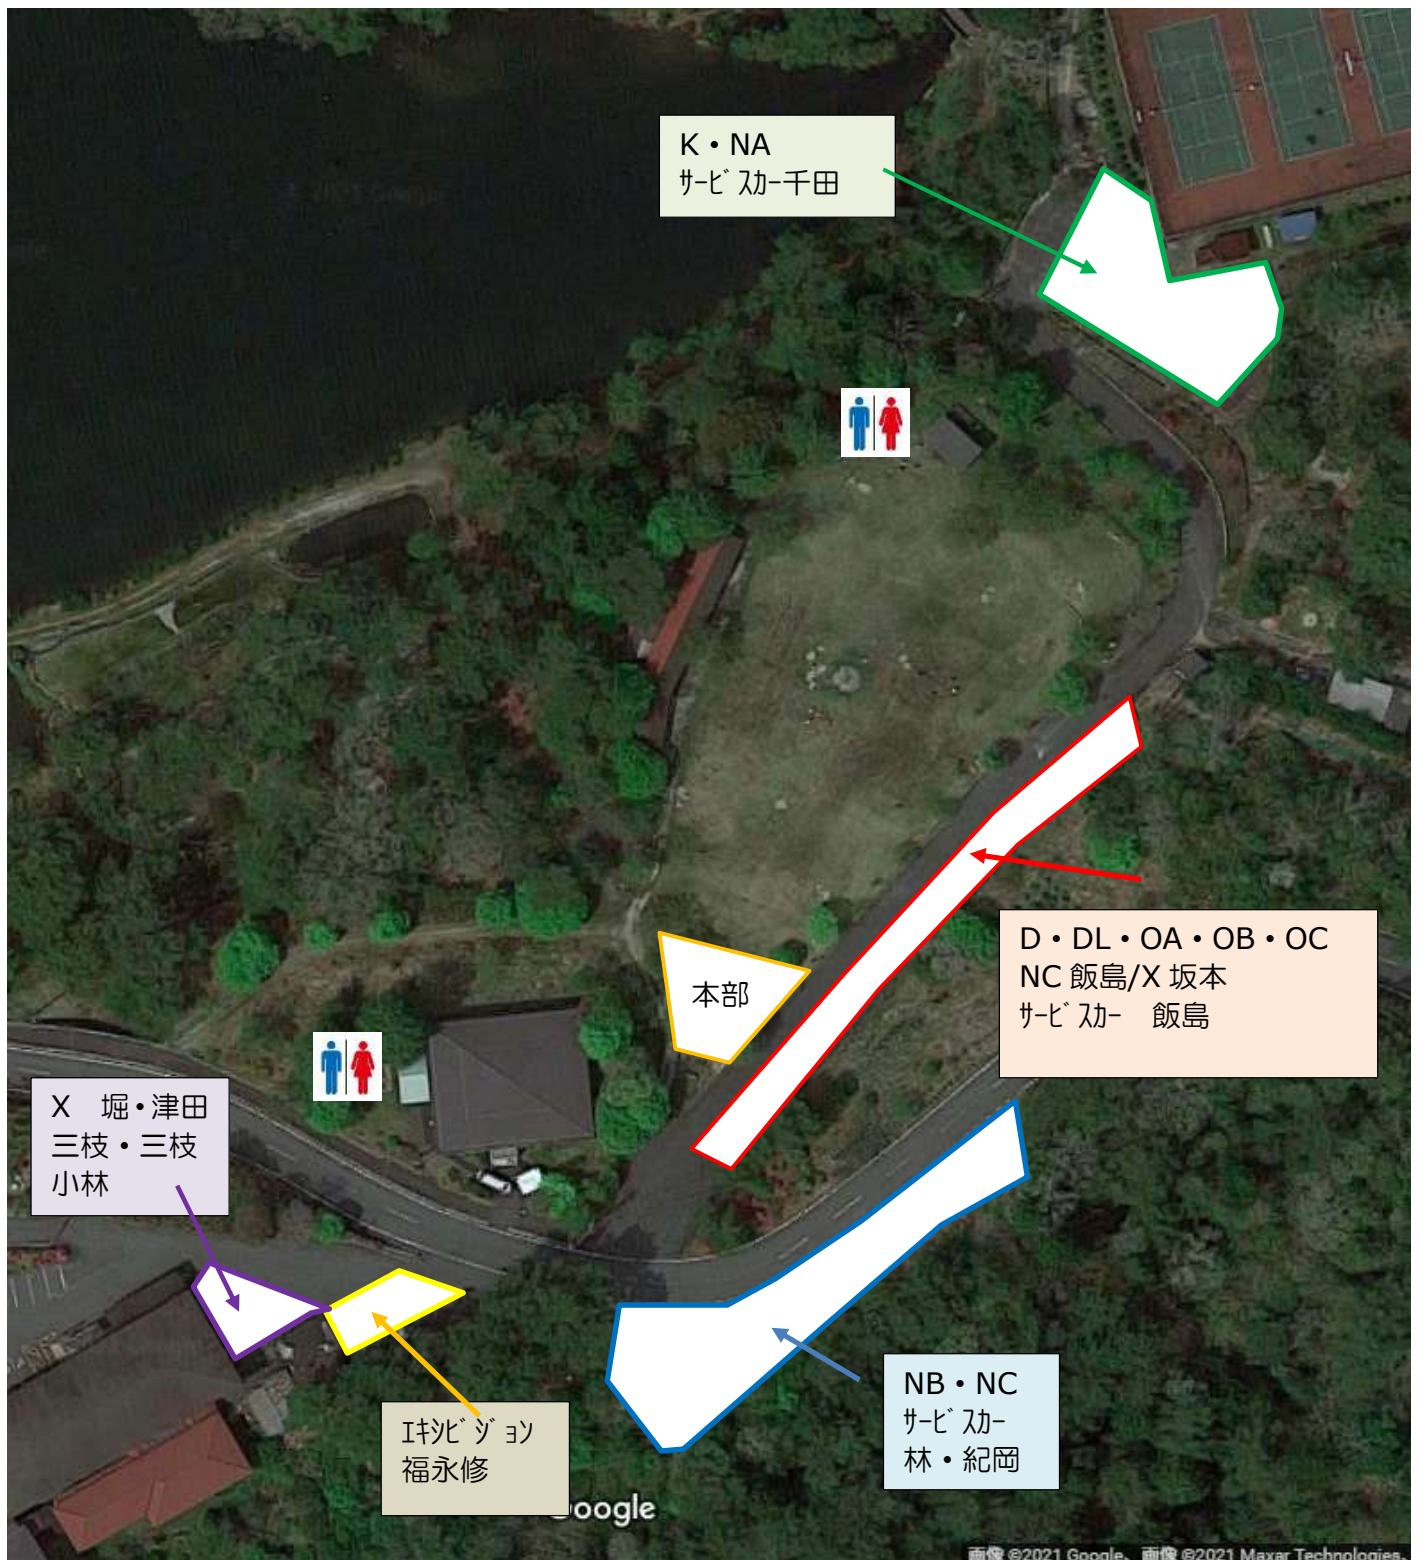 K・NA
ｻｰﾋﾞｽｶｰ千田
D・DL・OA・OB・OC
NC 飯島/X 坂本
ｻｰﾋﾞｽｶｰ　飯島
本部
X　堀・津田
三枝・三枝
小林
NB・NC
ｻｰﾋﾞｽｶｰ
林・紀岡
ｴｷｼﾋﾞｼﾞｮﾝ
福永修
Google
画像 ©2021 Google、画像 ©2021 Maxar Technologies、